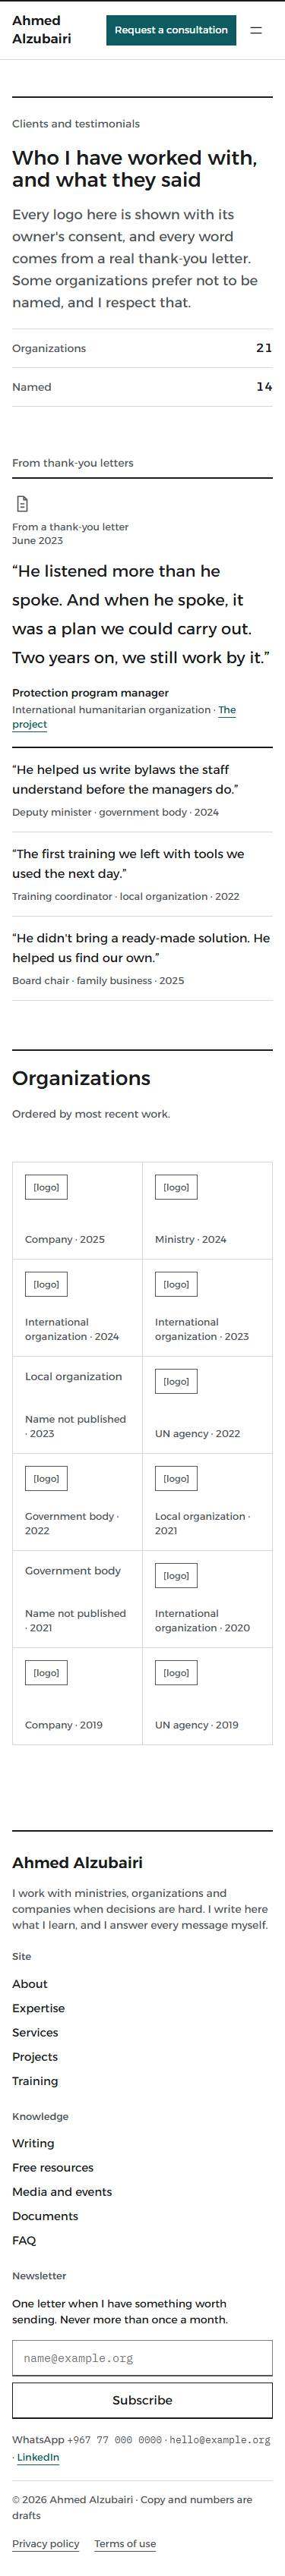 Ahmed
Alzubairi
Request a consultation
Clients and testimonials
Who I have worked with,
and what they said
Every logo here is shown with its
owner's consent, and every word
comes from a real thank-you letter.
Some organizations prefer not to be
named, and I respect that.
Organizations 21
Named 14
From thank-you letters
From a thank-you letter
June 2023
“He listened more than he
spoke. And when he spoke, it
was a plan we could carry out.
Two years on, we still work by it.”
Protection program manager
International humanitarian organization · The
project
“He helped us write bylaws the staff
understand before the managers do.”
Deputy minister · government body · 2024
“The first training we left with tools we
used the next day.”
Training coordinator · local organization · 2022
“He didn't bring a ready-made solution. He
helped us find our own.”
Board chair · family business · 2025
Organizations
Ordered by most recent work.
[logo]
Company · 2025
[logo]
Ministry · 2024
[logo]
International
organization · 2024
[logo]
International
organization · 2023
Local organization
Name not published
· 2023
[logo]
UN agency · 2022
[logo]
Government body ·
2022
[logo]
Local organization ·
2021
Government body
Name not published
· 2021
[logo]
International
organization · 2020
[logo]
Company · 2019
[logo]
UN agency · 2019
Ahmed Alzubairi
I work with ministries, organizations and
companies when decisions are hard. I write here
what I learn, and I answer every message myself.
Site
About
Expertise
Services
Projects
Training
Knowledge
Writing
Free resources
Media and events
Documents
FAQ
Newsletter
One letter when I have something worth
sending. Never more than once a month.
name@example.org
Subscribe
WhatsApp +967 77 000 0000 · hello@example.org
· LinkedIn
© 2026 Ahmed Alzubairi · Copy and numbers are
drafts
Privacy policy Terms of use